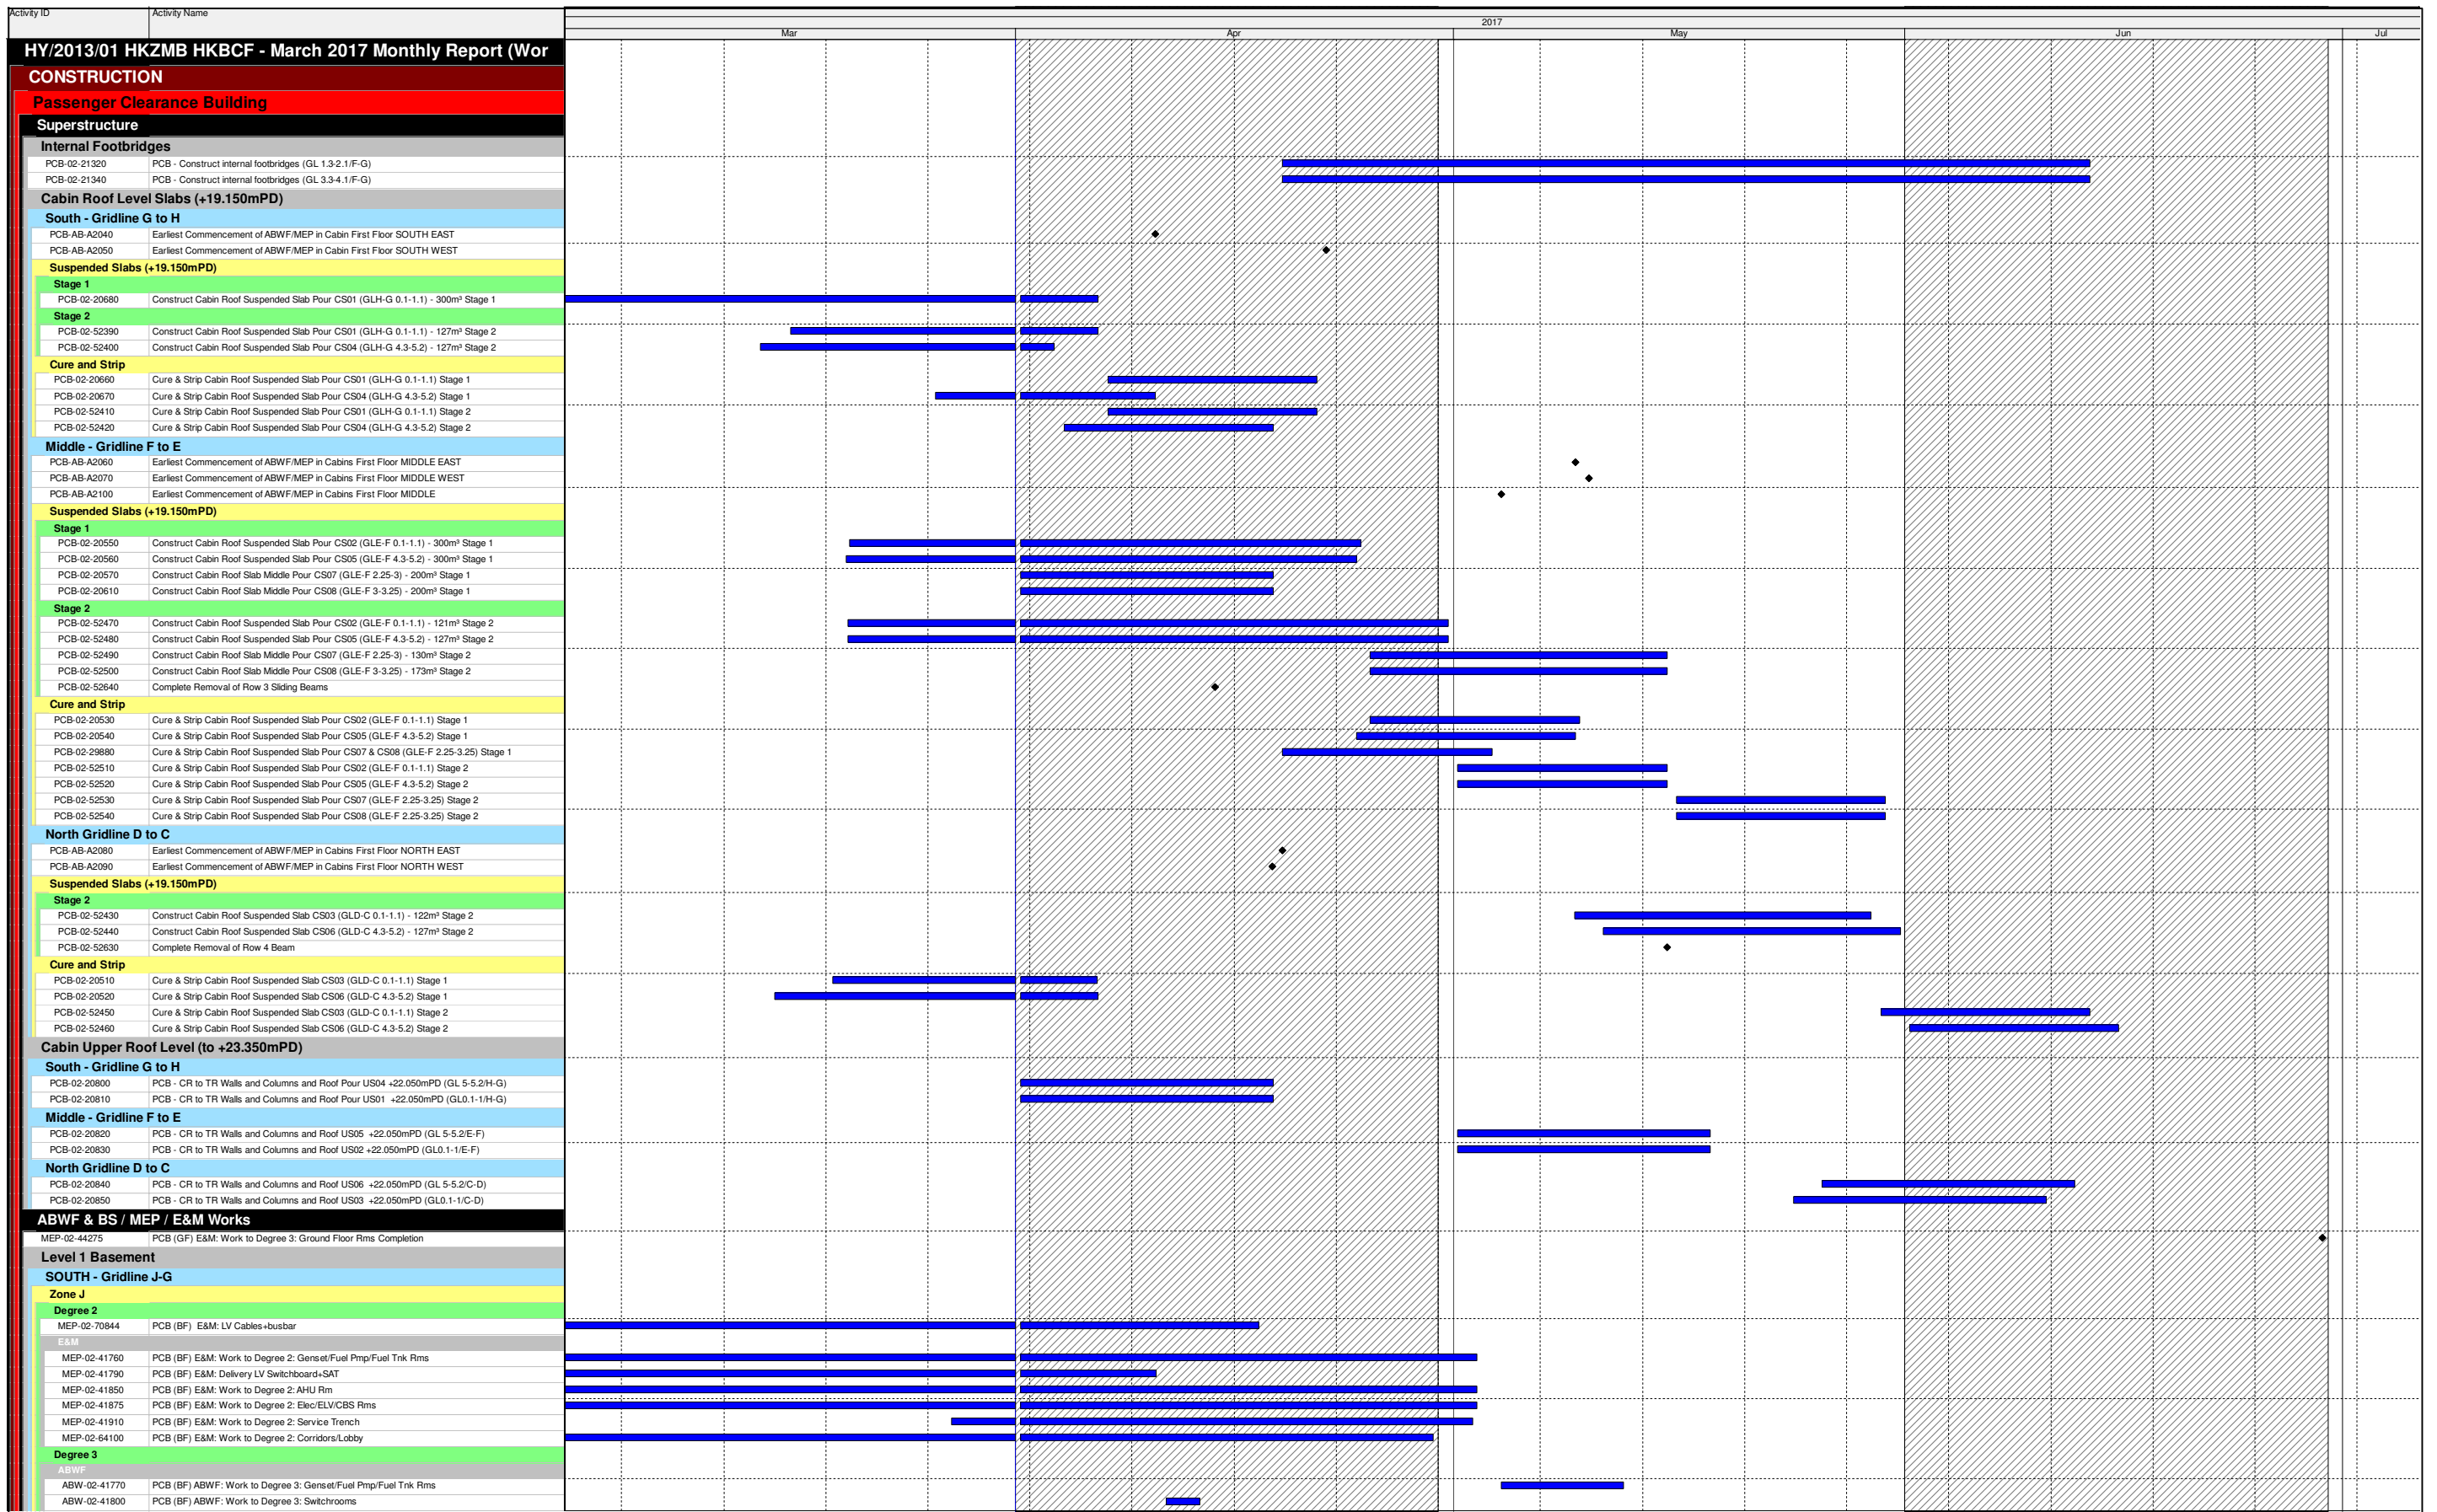 Activity ID Activity Name
2017
Mar Apr May Jun Jul
HY/2013/01 HKZMB HKBCF - March 2017 Monthly Report (Wor
CONSTRUCTION
Passenger Clearance Building
Superstructure
Internal Footbridges
PCB-02-21320 PCB - Construct internal footbridges (GL 1.3-2.1/F-G)
PCB-02-21340 PCB - Construct internal footbridges (GL 3.3-4.1/F-G)
Cabin Roof Level Slabs (+19.150mPD)
South - Gridline G to H
PCB-AB-A2040 Earliest Commencement of ABWF/MEP in Cabin First Floor SOUTH EAST
PCB-AB-A2050 Earliest Commencement of ABWF/MEP in Cabin First Floor SOUTH WEST
Suspended Slabs (+19.150mPD)
Stage 1
PCB-02-20680 Construct Cabin Roof Suspended Slab Pour CS01 (GLH-G 0.1-1.1) - 300m³ Stage 1
Stage 2
PCB-02-52390 Construct Cabin Roof Suspended Slab Pour CS01 (GLH-G 0.1-1.1) - 127m³ Stage 2
PCB-02-52400 Construct Cabin Roof Suspended Slab Pour CS04 (GLH-G 4.3-5.2) - 127m³ Stage 2
Cure and Strip
PCB-02-20660 Cure & Strip Cabin Roof Suspended Slab Pour CS01 (GLH-G 0.1-1.1) Stage 1
PCB-02-20670 Cure & Strip Cabin Roof Suspended Slab Pour CS04 (GLH-G 4.3-5.2) Stage 1
PCB-02-52410 Cure & Strip Cabin Roof Suspended Slab Pour CS01 (GLH-G 0.1-1.1) Stage 2
PCB-02-52420 Cure & Strip Cabin Roof Suspended Slab Pour CS04 (GLH-G 4.3-5.2) Stage 2
Middle - Gridline F to E
PCB-AB-A2060 Earliest Commencement of ABWF/MEP in Cabins First Floor MIDDLE EAST
PCB-AB-A2070 Earliest Commencement of ABWF/MEP in Cabins First Floor MIDDLE WEST
PCB-AB-A2100 Earliest Commencement of ABWF/MEP in Cabins First Floor MIDDLE
Suspended Slabs (+19.150mPD)
Stage 1
PCB-02-20550 Construct Cabin Roof Suspended Slab Pour CS02 (GLE-F 0.1-1.1) - 300m³ Stage 1
PCB-02-20560 Construct Cabin Roof Suspended Slab Pour CS05 (GLE-F 4.3-5.2) - 300m³ Stage 1
PCB-02-20570 Construct Cabin Roof Slab Middle Pour CS07 (GLE-F 2.25-3) - 200m³ Stage 1
PCB-02-20610 Construct Cabin Roof Slab Middle Pour CS08 (GLE-F 3-3.25) - 200m³ Stage 1
Stage 2
PCB-02-52470 Construct Cabin Roof Suspended Slab Pour CS02 (GLE-F 0.1-1.1) - 121m³ Stage 2
PCB-02-52480 Construct Cabin Roof Suspended Slab Pour CS05 (GLE-F 4.3-5.2) - 127m³ Stage 2
PCB-02-52490 Construct Cabin Roof Slab Middle Pour CS07 (GLE-F 2.25-3) - 130m³ Stage 2
PCB-02-52500 Construct Cabin Roof Slab Middle Pour CS08 (GLE-F 3-3.25) - 173m³ Stage 2
PCB-02-52640 Complete Removal of Row 3 Sliding Beams
Cure and Strip
PCB-02-20530 Cure & Strip Cabin Roof Suspended Slab Pour CS02 (GLE-F 0.1-1.1) Stage 1
PCB-02-20540 Cure & Strip Cabin Roof Suspended Slab Pour CS05 (GLE-F 4.3-5.2) Stage 1
PCB-02-29880 Cure & Strip Cabin Roof Suspended Slab Pour CS07 & CS08 (GLE-F 2.25-3.25) Stage 1
PCB-02-52510 Cure & Strip Cabin Roof Suspended Slab Pour CS02 (GLE-F 0.1-1.1) Stage 2
PCB-02-52520 Cure & Strip Cabin Roof Suspended Slab Pour CS05 (GLE-F 4.3-5.2) Stage 2
PCB-02-52530 Cure & Strip Cabin Roof Suspended Slab Pour CS07 (GLE-F 2.25-3.25) Stage 2
PCB-02-52540 Cure & Strip Cabin Roof Suspended Slab Pour CS08 (GLE-F 2.25-3.25) Stage 2
North Gridline D to C
PCB-AB-A2080 Earliest Commencement of ABWF/MEP in Cabins First Floor NORTH EAST
PCB-AB-A2090 Earliest Commencement of ABWF/MEP in Cabins First Floor NORTH WEST
Suspended Slabs (+19.150mPD)
Stage 2
PCB-02-52430 Construct Cabin Roof Suspended Slab CS03 (GLD-C 0.1-1.1) - 122m³ Stage 2
PCB-02-52440 Construct Cabin Roof Suspended Slab CS06 (GLD-C 4.3-5.2) - 127m³ Stage 2
PCB-02-52630 Complete Removal of Row 4 Beam
Cure and Strip
PCB-02-20510 Cure & Strip Cabin Roof Suspended Slab CS03 (GLD-C 0.1-1.1) Stage 1
PCB-02-20520 Cure & Strip Cabin Roof Suspended Slab CS06 (GLD-C 4.3-5.2) Stage 1
PCB-02-52450 Cure & Strip Cabin Roof Suspended Slab CS03 (GLD-C 0.1-1.1) Stage 2
PCB-02-52460 Cure & Strip Cabin Roof Suspended Slab CS06 (GLD-C 4.3-5.2) Stage 2
Cabin Upper Roof Level (to +23.350mPD)
South - Gridline G to H
PCB-02-20800 PCB - CR to TR Walls and Columns and Roof Pour US04 +22.050mPD (GL 5-5.2/H-G)
PCB-02-20810 PCB - CR to TR Walls and Columns and Roof Pour US01 +22.050mPD (GL0.1-1/H-G)
Middle - Gridline F to E
PCB-02-20820 PCB - CR to TR Walls and Columns and Roof US05 +22.050mPD (GL 5-5.2/E-F)
PCB-02-20830 PCB - CR to TR Walls and Columns and Roof US02 +22.050mPD (GL0.1-1/E-F)
North Gridline D to C
PCB-02-20840 PCB - CR to TR Walls and Columns and Roof US06 +22.050mPD (GL 5-5.2/C-D)
PCB-02-20850 PCB - CR to TR Walls and Columns and Roof US03 +22.050mPD (GL0.1-1/C-D)
ABWF & BS / MEP / E&M Works
MEP-02-44275 PCB (GF) E&M: Work to Degree 3: Ground Floor Rms Completion
Level 1 Basement
SOUTH - Gridline J-G
Zone J
Degree 2
MEP-02-70844 PCB (BF) E&M: LV Cables+busbar
E&M
MEP-02-41760 PCB (BF) E&M: Work to Degree 2: Genset/Fuel Pmp/Fuel Tnk Rms
MEP-02-41790 PCB (BF) E&M: Delivery LV Switchboard+SAT
MEP-02-41850 PCB (BF) E&M: Work to Degree 2: AHU Rm
MEP-02-41875 PCB (BF) E&M: Work to Degree 2: Elec/ELV/CBS Rms
MEP-02-41910 PCB (BF) E&M: Work to Degree 2: Service Trench
MEP-02-64100 PCB (BF) E&M: Work to Degree 2: Corridors/Lobby
Degree 3
ABWF
ABW-02-41770 PCB (BF) ABWF: Work to Degree 3: Genset/Fuel Pmp/Fuel Tnk Rms
ABW-02-41800 PCB (BF) ABWF: Work to Degree 3: Switchrooms